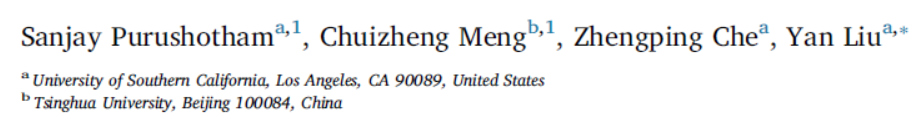 Sanjay Purushotham^a,1, Chuizheng Meng^b,1, Zhengping Che^a, Yan Liu^a,*
^a University of Southern California, Los Angeles, CA 90089, United States
^b Tsinghua University, Beijing 100084, China